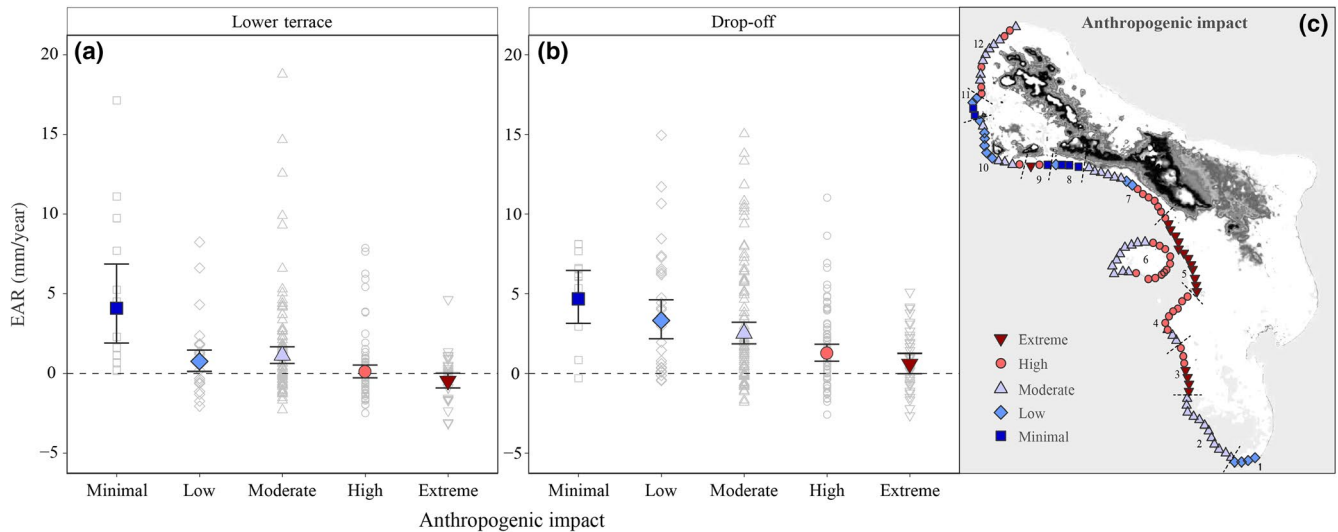 Lower terrace
Drop-off
(a)
(b)
Anthropogenic impact
(c)
20
15
10
5
0
−5
EAR (mm/year)
20
15
10
5
0
−5
Minimal Low Moderate High Extreme
Minimal Low Moderate High Extreme
Anthropogenic impact
12
11
10
9
8
7
6
5
4
3
2
1
Extreme
High
Moderate
Low
Minimal